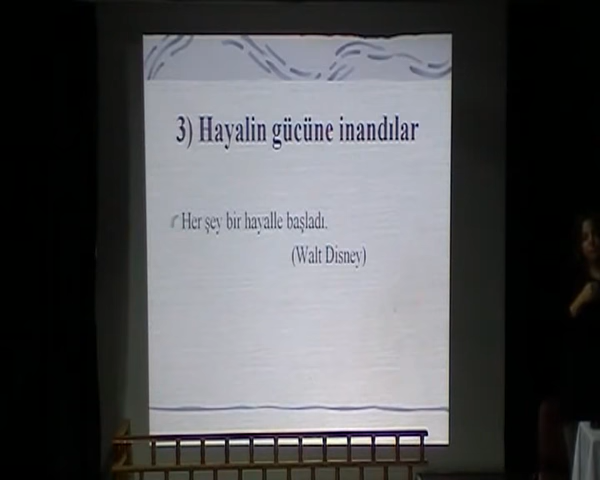 3) Hayalin gücüne inandılar
Her şey bir hayalle başladı.
(Walt Disney)